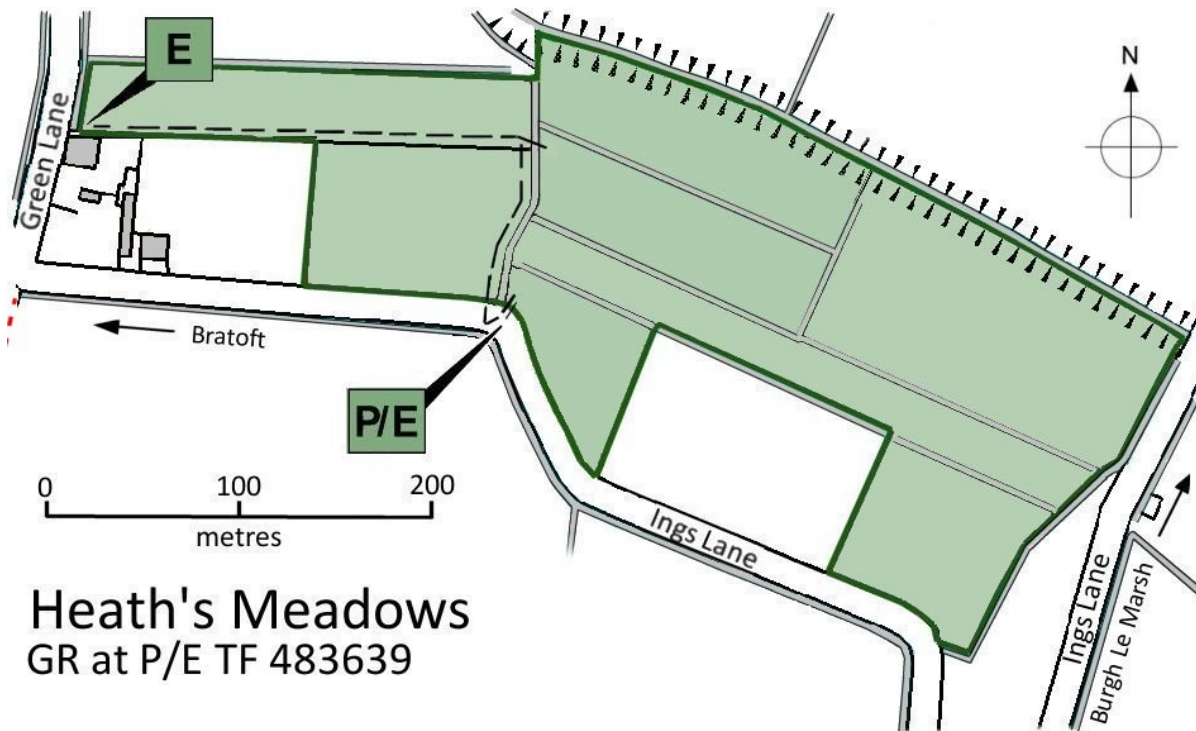 E
N
Green Lane
Bratoft
P/E
0 100 200
metres
Ings Lane
Ings Lane
Burgh Le Marsh
Heath's Meadows
GR at P/E TF 483639